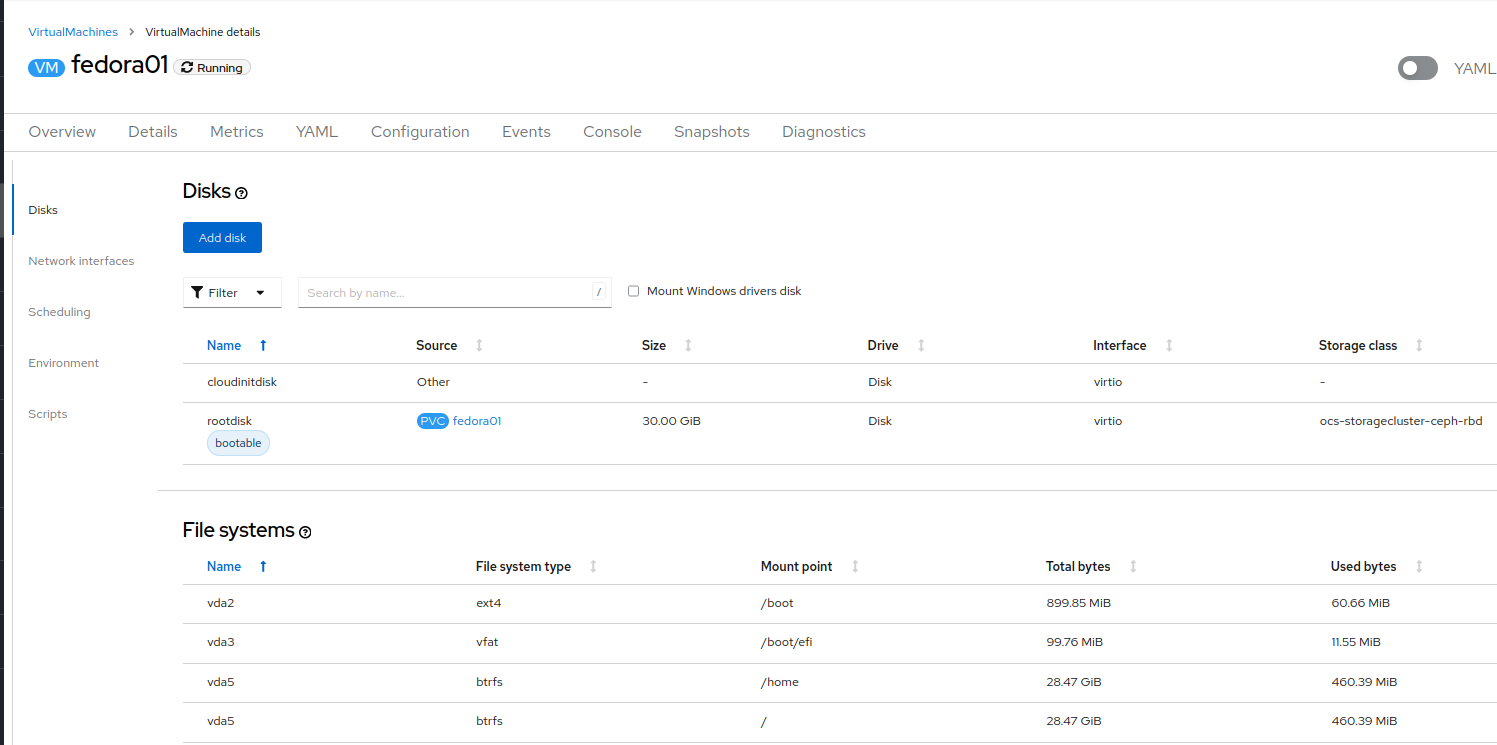 VirtualMachines > VirtualMachine details
VM fedora01 Running
YAML
Overview Details Metrics YAML Configuration Events Console Snapshots Diagnostics
Disks
Network interfaces
Scheduling
Environment
Scripts
Disks
Add disk
Filter Search by name... / Mount Windows drivers disk
Name Source Size Drive Interface Storage class
cloudinitdisk Other - Disk virtio -
rootdisk PVC fedora01 30.00 GiB Disk virtio ocs-storagecluster-ceph-rbd
bootable
File systems
Name File system type Mount point Total bytes Used bytes
vda2 ext4 /boot 899.85 MiB 60.66 MiB
vda3 vfat /boot/efi 99.76 MiB 11.55 MiB
vda5 btrfs /home 28.47 GiB 460.39 MiB
vda5 btrfs / 28.47 GiB 460.39 MiB